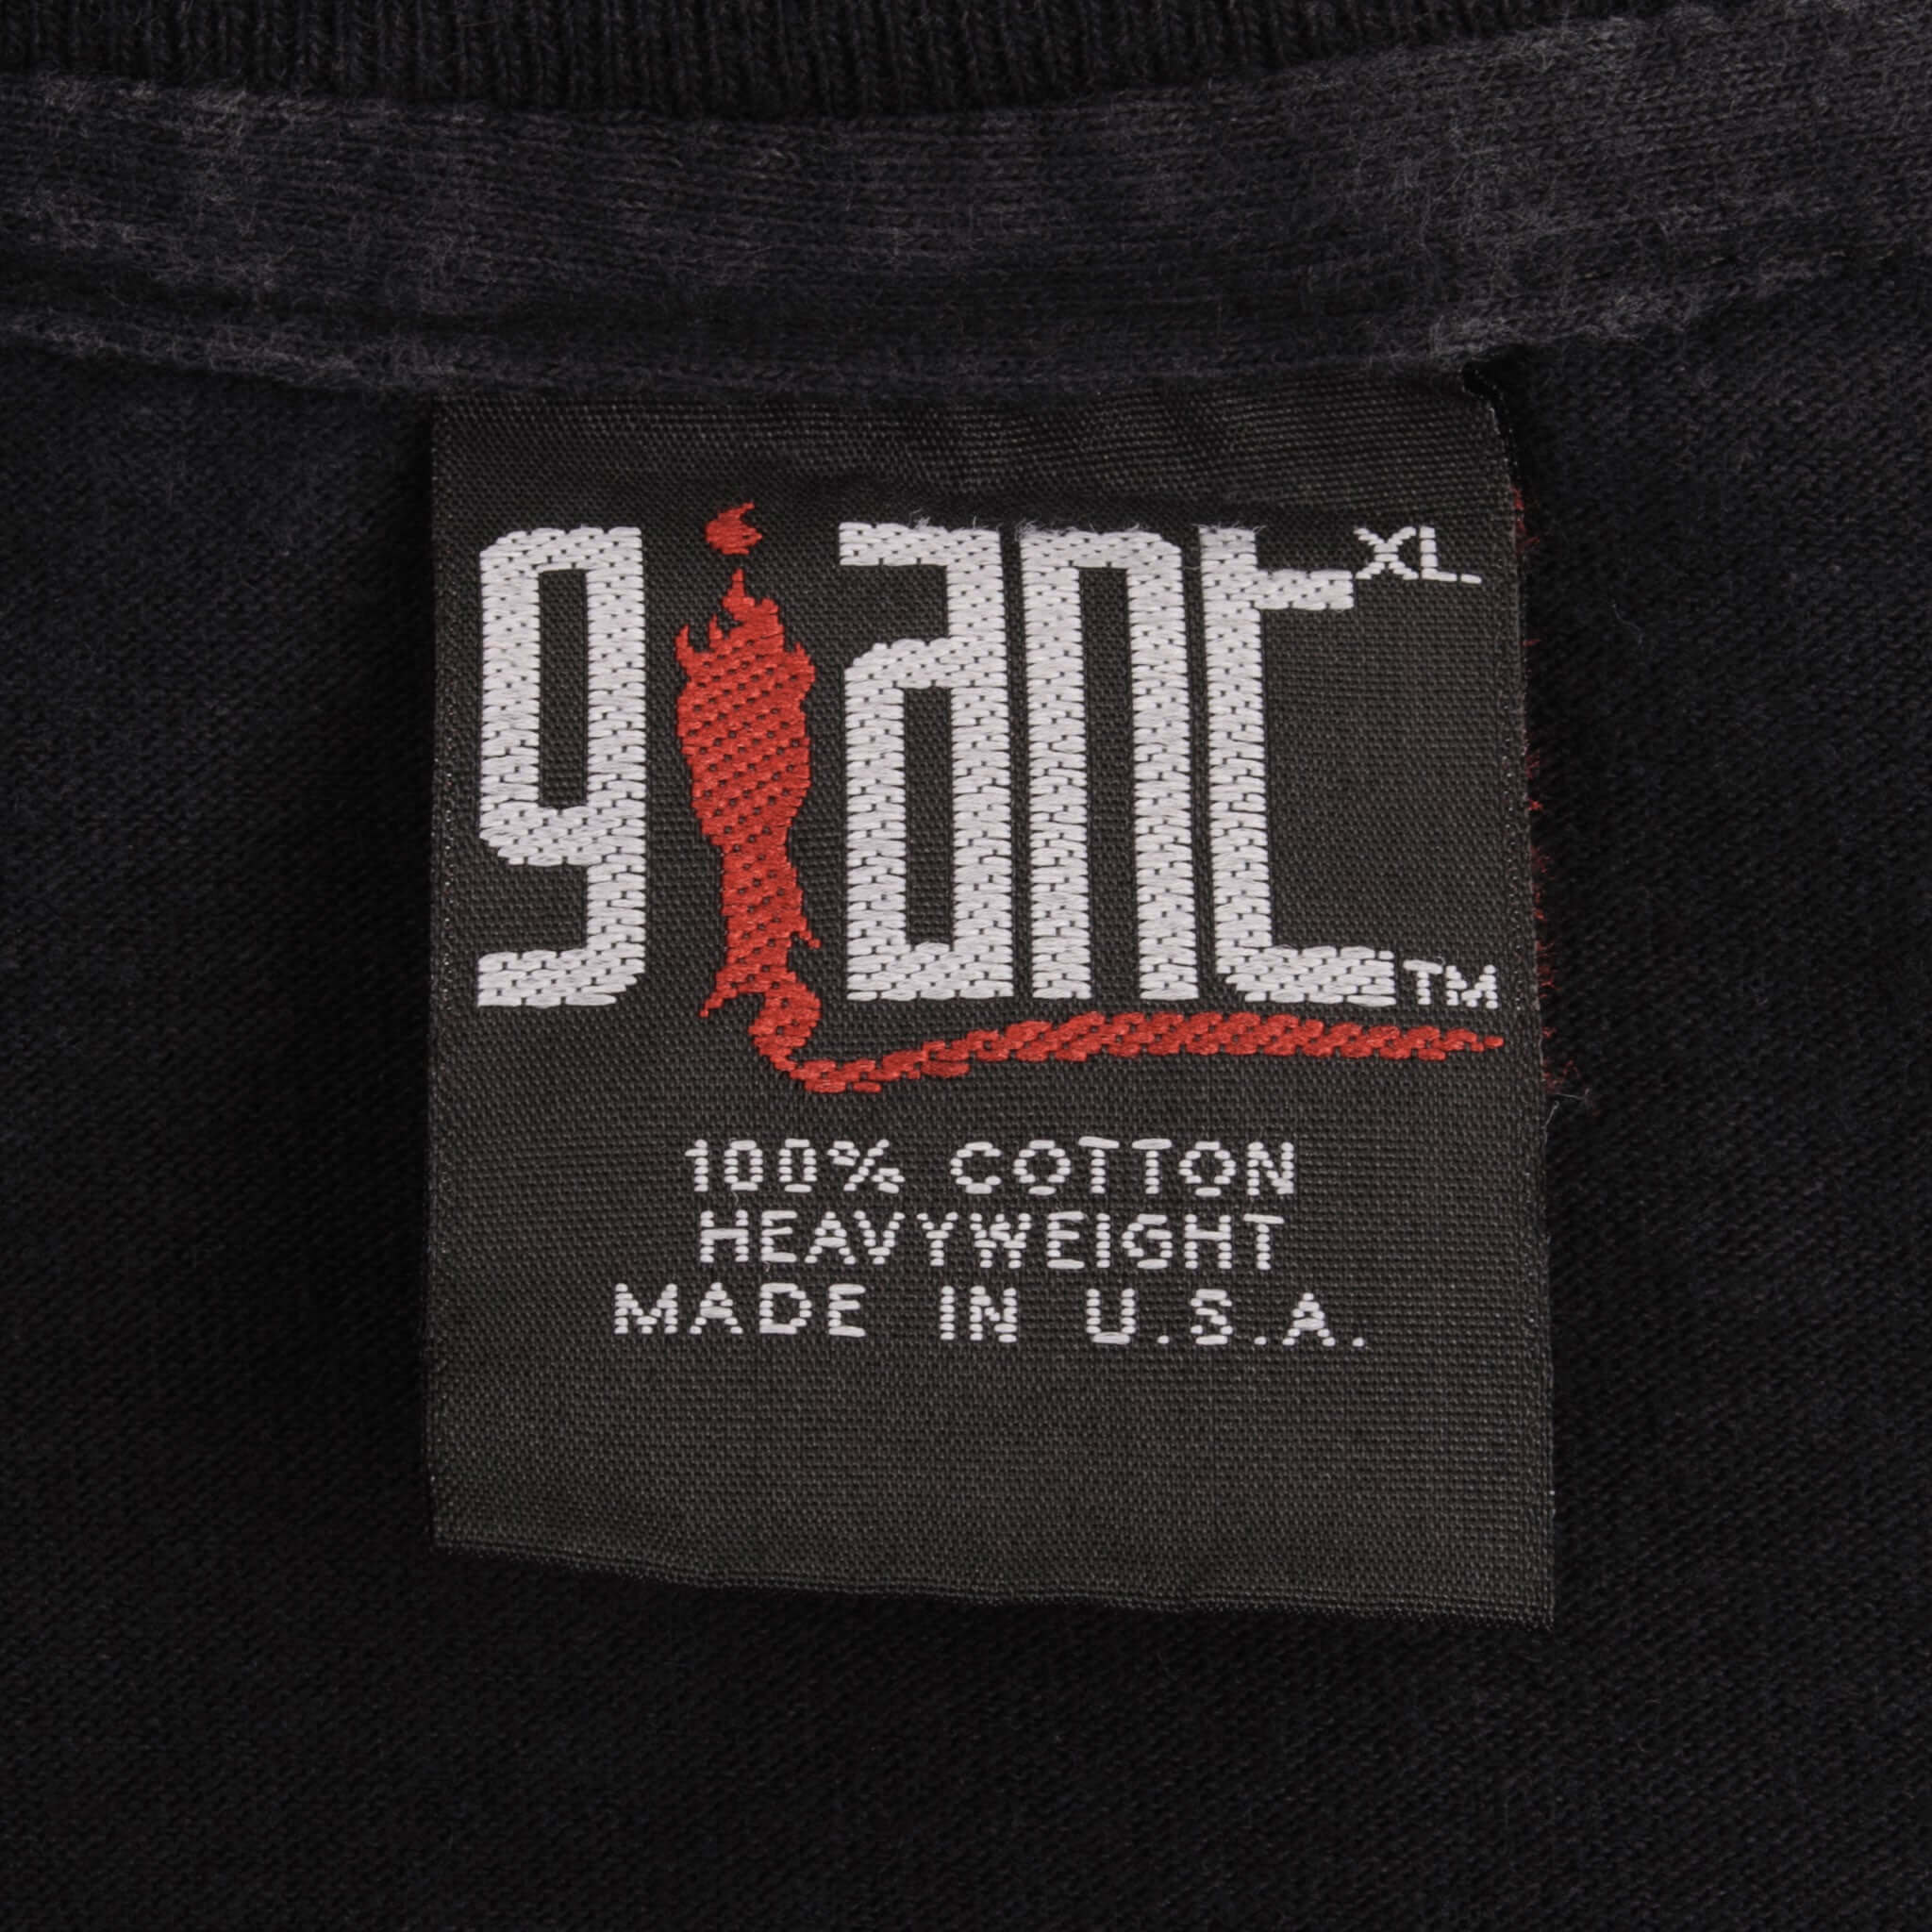 giant XL.
TM
100% COTTON
HEAVYWEIGHT
MADE IN U.S.A.